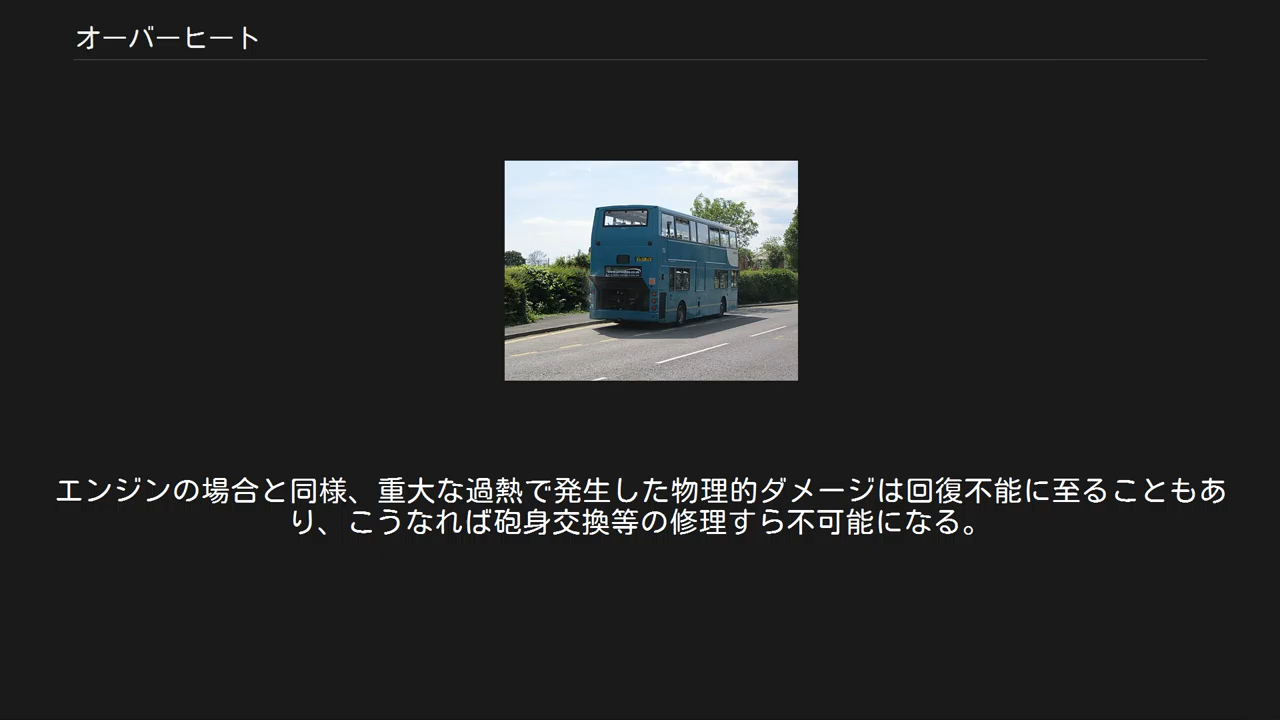 オーバーヒート
エンジンの場合と同様、重大な過熱で発生した物理的ダメージは回復不能に至ることもあ
り、こうなれば砲身交換等の修理すら不可能になる。